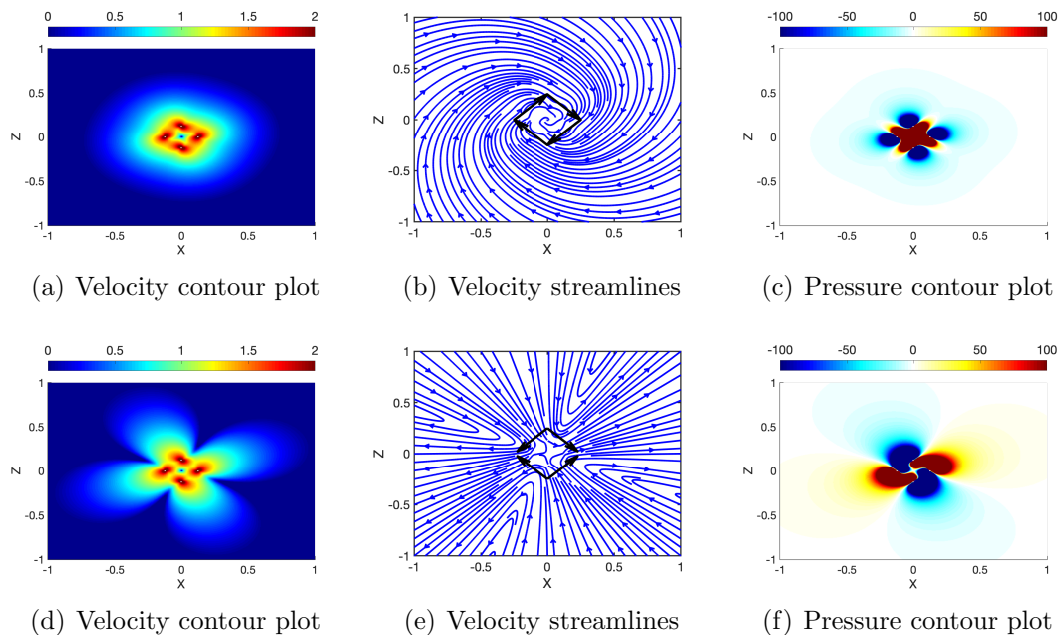 0 0.5 1 1.5 2
1
0.5
Z 0
-0.5
-1
-1 -0.5 0 0.5 1
X
(a) Velocity contour plot
1
0.5
Z 0
-0.5
-1
-1 -0.5 0 0.5 1
X
(b) Velocity streamlines
-100 -50 0 50 100
1
0.5
Z 0
-0.5
-1
-1 -0.5 0 0.5 1
X
(c) Pressure contour plot
0 0.5 1 1.5 2
1
0.5
Z 0
-0.5
-1
-1 -0.5 0 0.5 1
X
(d) Velocity contour plot
1
0.5
Z 0
-0.5
-1
-1 -0.5 0 0.5 1
X
(e) Velocity streamlines
-100 -50 0 50 100
1
0.5
Z 0
-0.5
-1
-1 -0.5 0 0.5 1
X
(f) Pressure contour plot